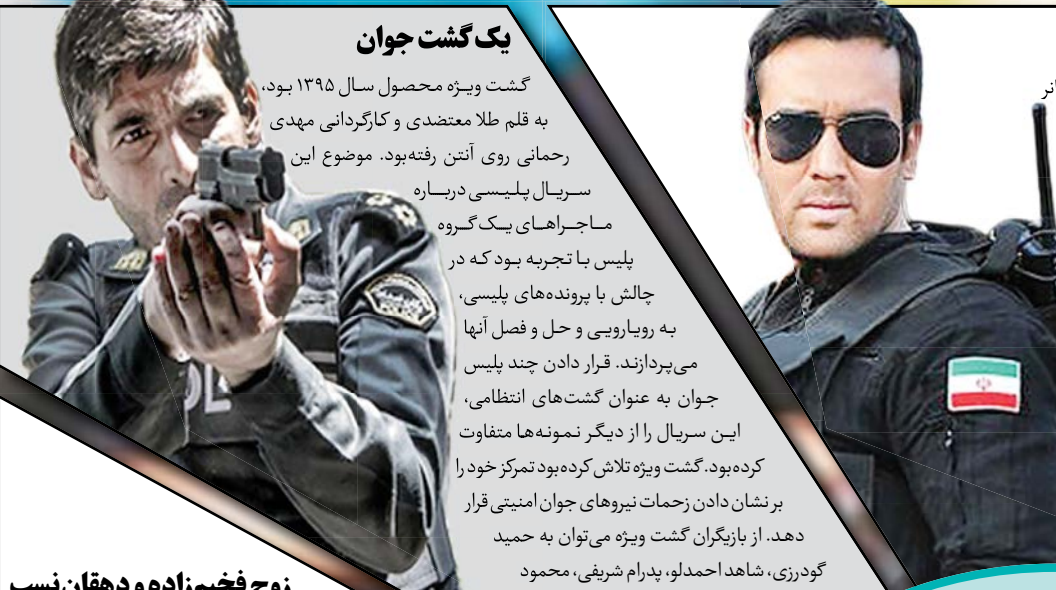 یک گشت جوان
گشت ویژه محصول سال ۱۳۹۵ بود،
به قلم طلا معتضدی و کارگردانی مهدی
رحمانی روی آنتن رفته‌بود. موضوع این
سریال پلیسی درباره
ماجراهای یک گروه
پلیس با تجربه بود که در
چالش با پرونده‌های پلیسی،
به رویارویی و حل و فصل آنها
می‌پردازند. قرار دادن چند پلیس
جوان به عنوان گشت‌های انتظامی،
این سریال را از دیگر نمونه‌ها متفاوت
کرده‌بود. گشت ویژه تلاش کرده‌بود تمرکز خود را
بر نشان دادن زحمات نیروهای جوان امنیتی قرار
دهد. از بازیگران گشت ویژه می‌توان به حمید
گودرزی، شاهد احمدلو، پدرام شریفی، محمود
زوج فخیم‌زاده و دهقان‌نسب